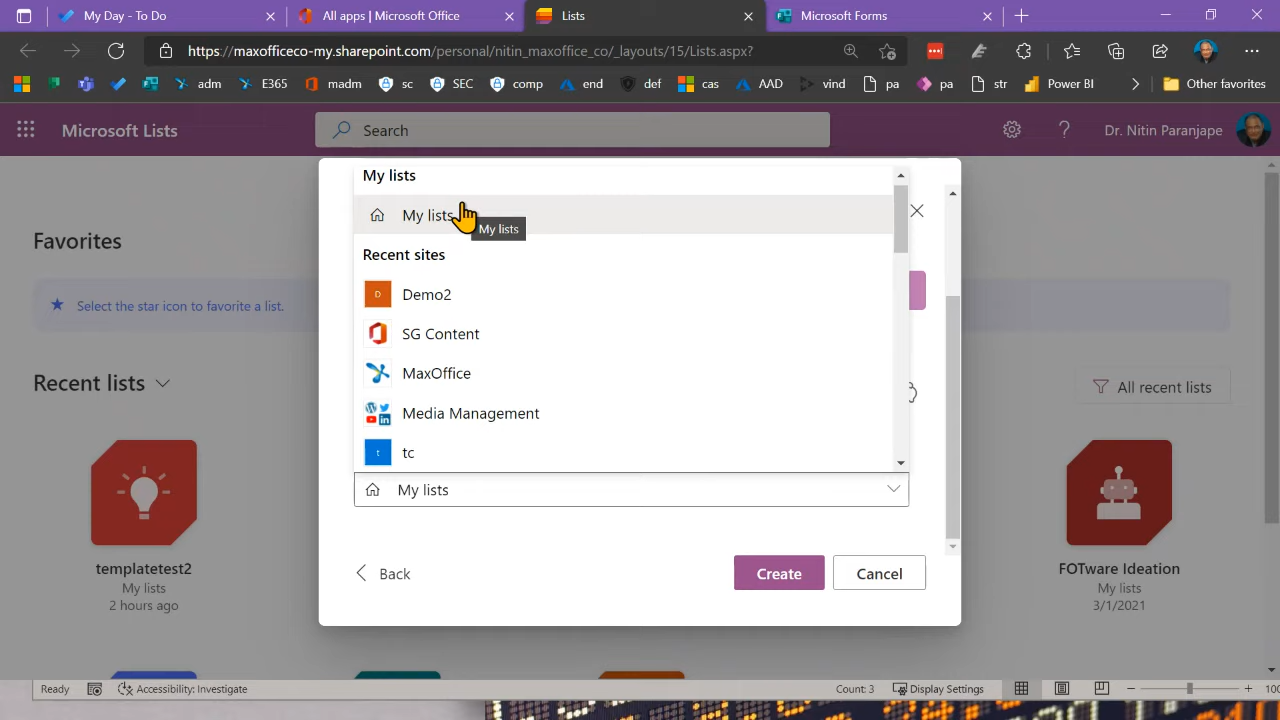 My Day - To Do
All apps | Microsoft Office
Lists
Microsoft Forms
https://maxofficeco-my.sharepoint.com/personal/nitin_maxoffice_co/_layouts/15/Lists.aspx?
adm
E365
madm
sc
SEC
comp
end
def
cas
AAD
vind
pa
pa
str
Power BI
Other favorites
Microsoft Lists
Search
Dr. Nitin Paranjape
My lists
My lists
My lists
Favorites
Recent sites
Select the star icon to favorite a list.
D
Demo2
SG Content
MaxOffice
Recent lists
All recent lists
Media Management
t
tc
My lists
templatetest2
My lists
2 hours ago
FOTware Ideation
My lists
3/1/2021
Back
Create
Cancel
Ready
Accessibility: Investigate
Count: 3
Display Settings
100